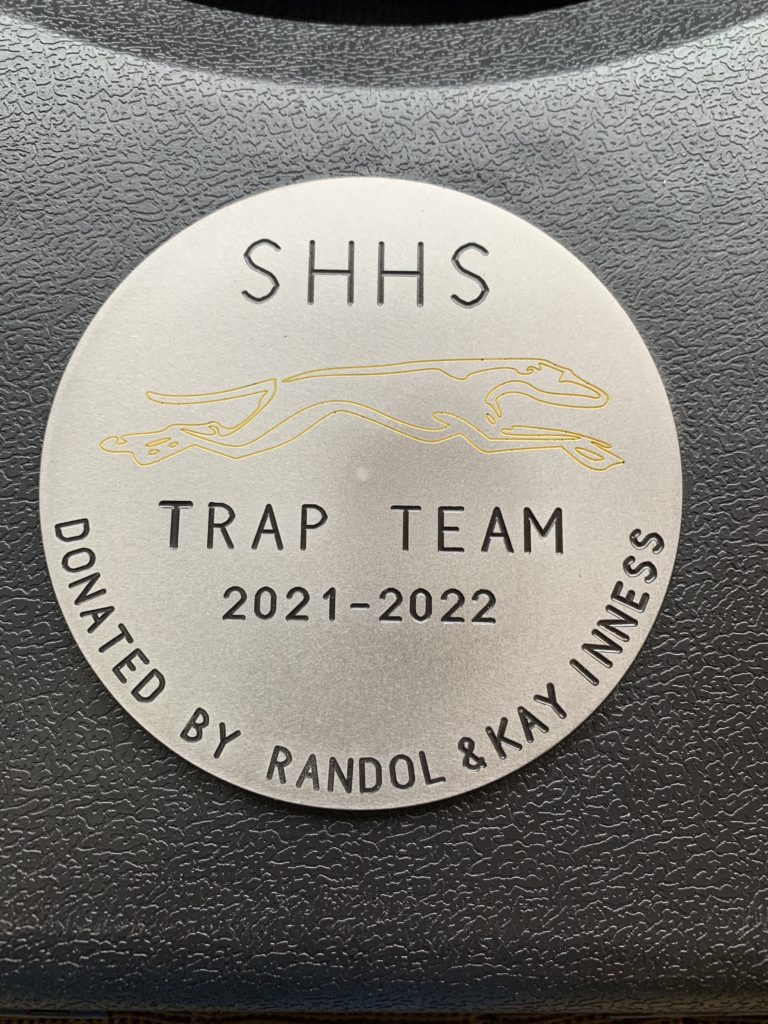 SHHS
TRAP TEAM
2021-2022
DONATED BY RANDOL & KAY INNESS